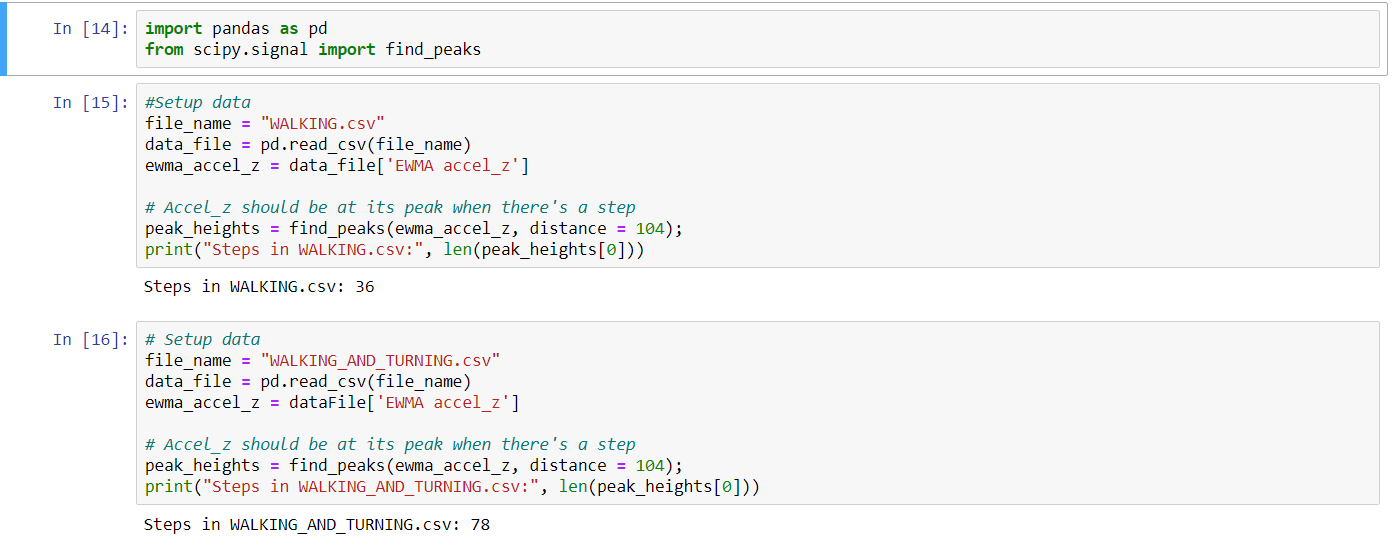 In [14]: import pandas as pd
from scipy.signal import find_peaks
In [15]: #Setup data
file_name = "WALKING.csv"
data_file = pd.read_csv(file_name)
ewma_accel_z = data_file['EWMA accel_z']
# Accel_z should be at its peak when there's a step
peak_heights = find_peaks(ewma_accel_z, distance = 104);
print("Steps in WALKING.csv:", len(peak_heights[0]))
Steps in WALKING.csv: 36
In [16]: # Setup data
file_name = "WALKING_AND_TURNING.csv"
data_file = pd.read_csv(file_name)
ewma_accel_z = dataFile['EWMA accel_z']
# Accel_z should be at its peak when there's a step
peak_heights = find_peaks(ewma_accel_z, distance = 104);
print("Steps in WALKING_AND_TURNING.csv:", len(peak_heights[0]))
Steps in WALKING_AND_TURNING.csv: 78